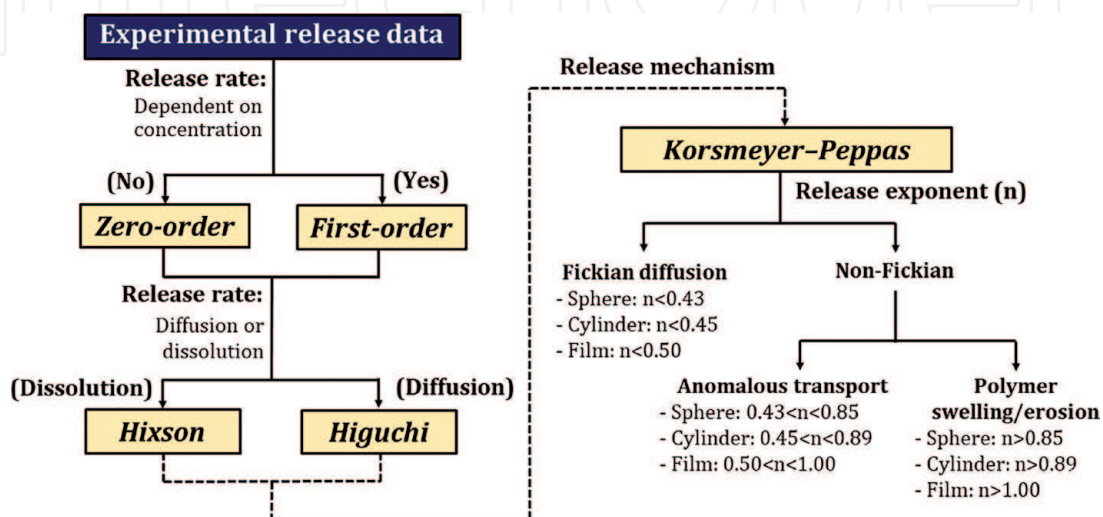 Experimental release data
Release rate:
Dependent on
concentration
(No)
(Yes)
Zero-order
First-order
Release rate:
Diffusion or
dissolution
(Dissolution)
(Diffusion)
Hixson
Higuchi
Release mechanism
Korsmeyer–Peppas
Release exponent (n)
Fickian diffusion
- Sphere: n<0.43
- Cylinder: n<0.45
- Film: n<0.50
Non-Fickian
Anomalous transport
- Sphere: 0.43<n<0.85
- Cylinder: 0.45<n<0.89
- Film: 0.50<n<1.00
Polymer
swelling/erosion
- Sphere: n>0.85
- Cylinder: n>0.89
- Film: n>1.00